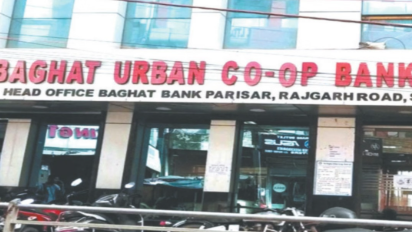 BAGHAT URBAN CO-OP BANK
HEAD OFFICE BAGHAT BANK PARISAR, RAJGARH ROAD, S